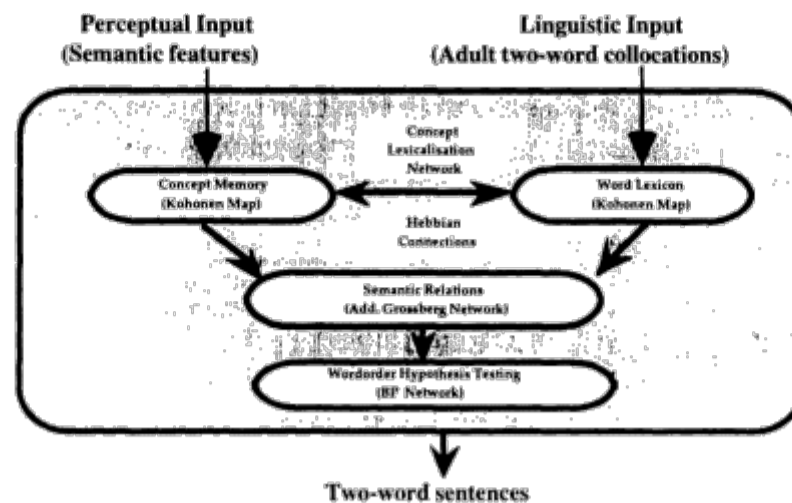 Perceptual Input
(Semantic features)
Linguistic Input
(Adult two-word collocations)
Concept
Lexicalisation
Network
Concept Memory
(Kohonen Map)
Word Lexicon
(Kohonen Map)
Hebbian
Connections
Semantic Relations
(Add. Grossberg Network)
Wordorder Hypothesis Testing
(BP Network)
Two-word sentences